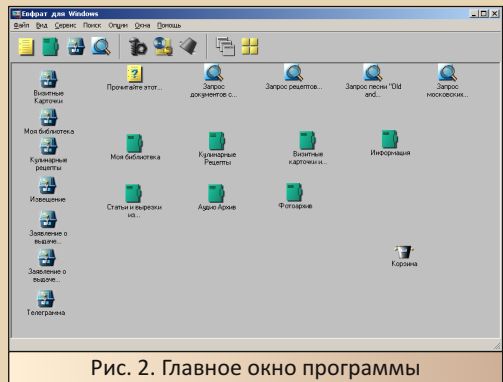 Евфрат для Windows
Файл Вид Сервис Поиск Опции Окна Помощь
Визитные
Карточки
Прочитайте этот...
Запрос
документов с...
Запрос рецептов...
Запрос песни "Old
and...
Запрос
московских...
Моя библиотека
Кулинарные
рецепты
Моя библиотека
Кулинарные
Рецепты
Визитные
карточки и...
Информация
Извещение
Статьи и вырезки
из...
Аудио Архив
Фотоархив
Заявление о
выдаче...
Заявление о
выдаче...
Корзина
Телеграмма
Рис. 2. Главное окно программы